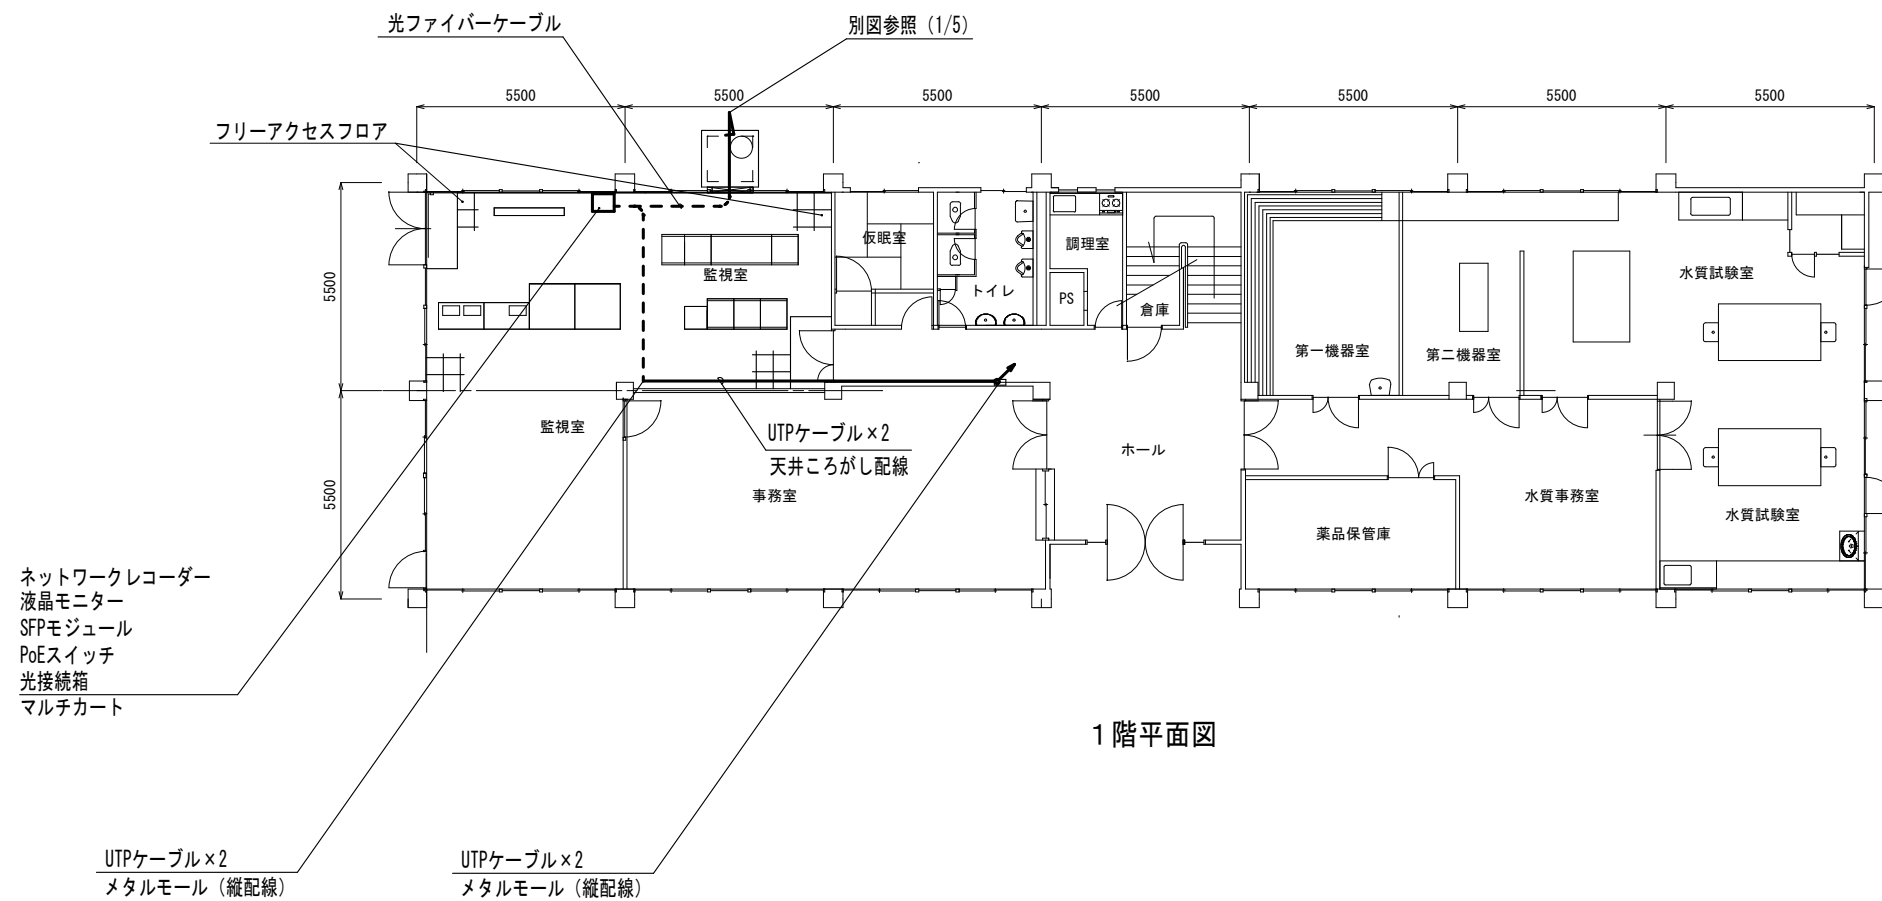 光ファイバーケーブル
別図参照（1/5）
5500
5500
5500
5500
5500
5500
5500
フリーアクセスフロア
仮眠室
調理室
監視室
水質試験室
5500
トイレ
PS
倉庫
第一機器室
第二機器室
監視室
UTPケーブル×2
天井ころがし配線
ホール
5500
事務室
水質事務室
水質試験室
薬品保管庫
ネットワークレコーダー
液晶モニター
SFPモジュール
PoEスイッチ
光接続箱
マルチカート
１階平面図
UTPケーブル×2
メタルモール（縦配線）
UTPケーブル×2
メタルモール（縦配線）